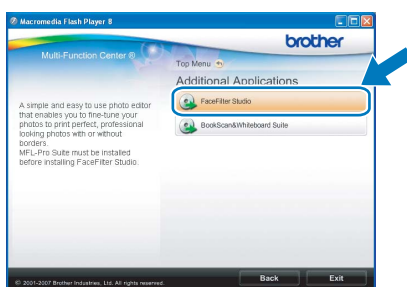 Macromedia Flash Player 8
brother
Multi-Function Center ®
Top Menu
Additional Applications
A simple and easy to use photo editor
that enables you to fine-tune your
photos to print perfect, professional
looking photos with or without
borders.
MFL-Pro Suite must be installed
before installing FaceFilter Studio.
FaceFilter Studio
BookScan&Whiteboard Suite
© 2001-2007 Brother Industries, Ltd. All rights reserved.
Back
Exit